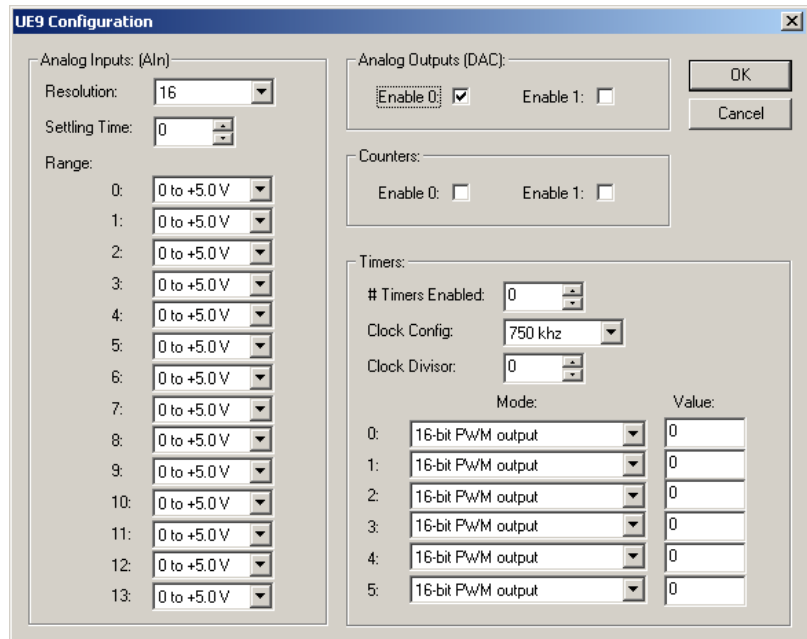 UE9 Configuration
Analog Inputs: (AIn)
Resolution: 16
Settling Time: 0
Range:
0: 0 to +5.0 V
1: 0 to +5.0 V
2: 0 to +5.0 V
3: 0 to +5.0 V
4: 0 to +5.0 V
5: 0 to +5.0 V
6: 0 to +5.0 V
7: 0 to +5.0 V
8: 0 to +5.0 V
9: 0 to +5.0 V
10: 0 to +5.0 V
11: 0 to +5.0 V
12: 0 to +5.0 V
13: 0 to +5.0 V
Analog Outputs (DAC):
Enable 0: Enable 1:
Counters:
Enable 0: Enable 1:
Timers:
# Timers Enabled: 0
Clock Config: 750 khz
Clock Divisor: 0
Mode: Value:
0: 16-bit PWM output 0
1: 16-bit PWM output 0
2: 16-bit PWM output 0
3: 16-bit PWM output 0
4: 16-bit PWM output 0
5: 16-bit PWM output 0
OK
Cancel